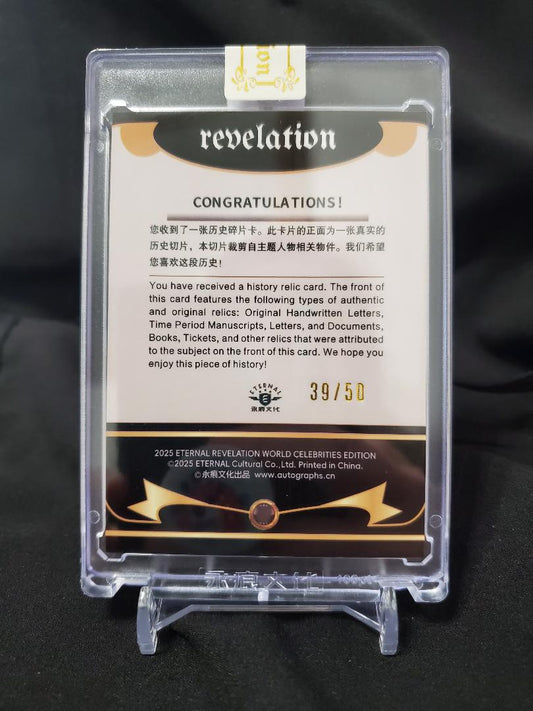 tion
revelation
CONGRATULATIONS!
您收到了一张历史碎片卡。此卡片的正面为一张真实的
历史切片，本切片裁剪自主题人物相关物件。我们希望
您喜欢这段历史!
You have received a history relic card. The front of
this card features the following types of authentic
and original relics: Original Handwritten Letters,
Time Period Manuscripts, Letters, and Documents,
Books, Tickets, and other relics that were attributed
to the subject on the front of this card. We hope you
enjoy this piece of history!
ETERNAL
E
永痕文化
39/50
2025 ETERNAL REVELATION WORLD CELEBRITIES EDITION
©2025 ETERNAL Cultural Co.,Ltd. Printed in China.
©永痕文化出品 www.autographs.cn
永痕文化